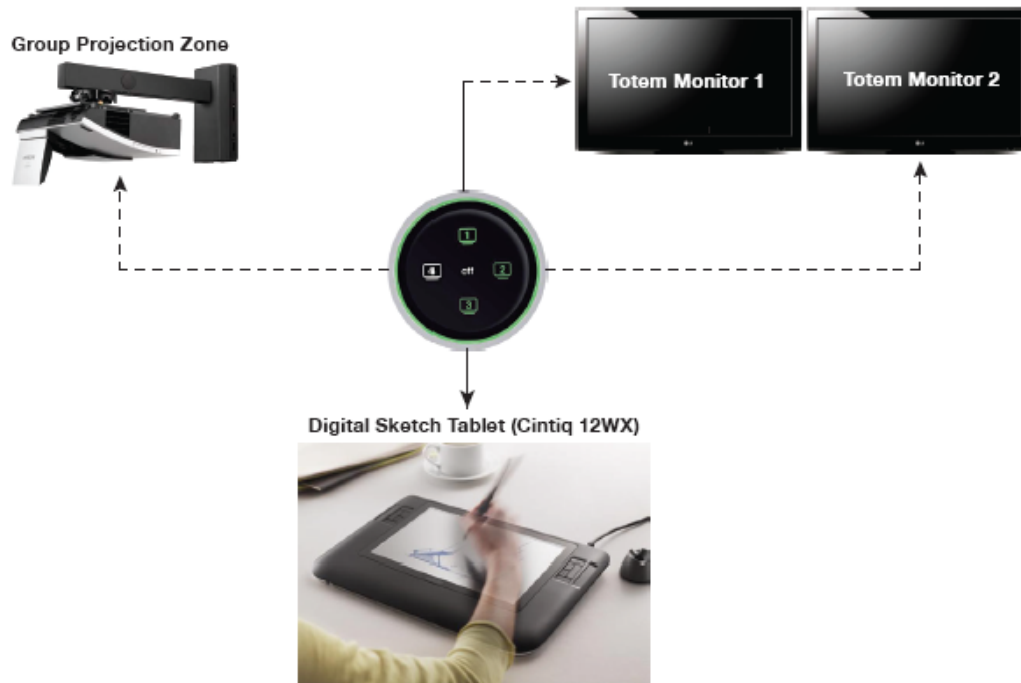 Group Projection Zone
Totem Monitor 1
Totem Monitor 2
1
4 off 2
3
Digital Sketch Tablet (Cintiq 12WX)